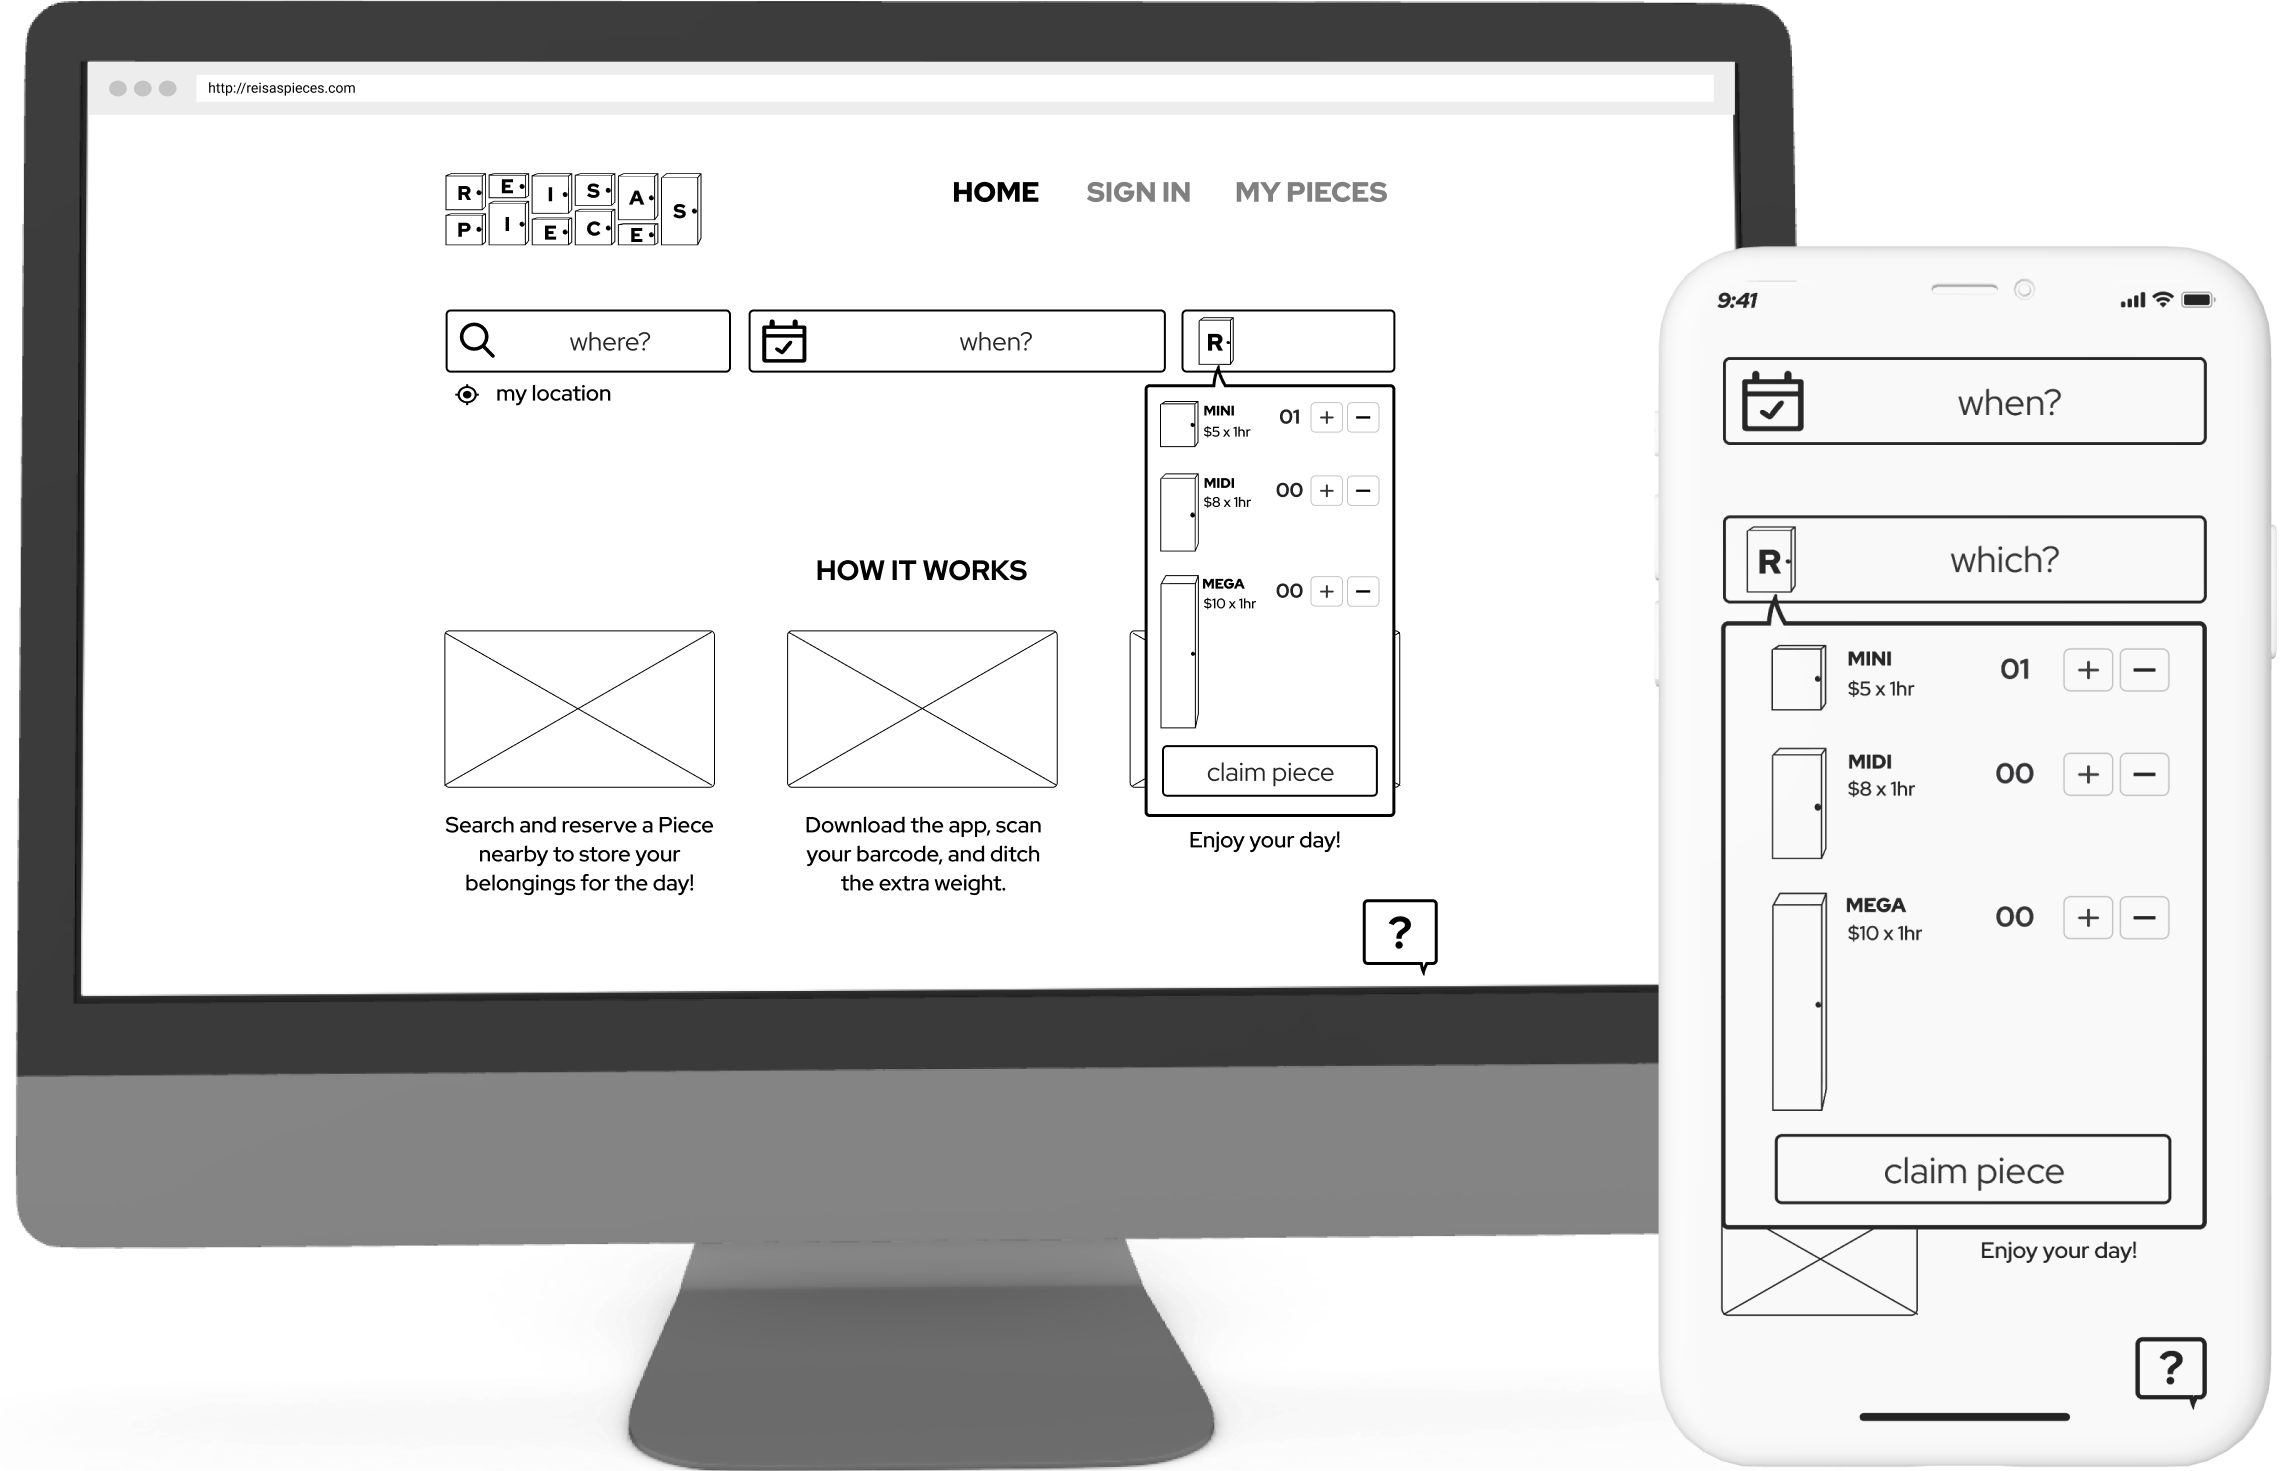 http://reisaspieces.com
REISAS
PIECE
HOME SIGN IN MY PIECES
where? when? R
my location
MINI
$5 x 1hr
01 + −
MIDI
$8 x 1hr
00 + −
MEGA
$10 x 1hr
00 + −
claim piece
HOW IT WORKS
Search and reserve a Piece
nearby to store your
belongings for the day!
Download the app, scan
your barcode, and ditch
the extra weight.
Enjoy your day!
?
9:41
when?
R which?
MINI
$5 x 1hr
01 + −
MIDI
$8 x 1hr
00 + −
MEGA
$10 x 1hr
00 + −
claim piece
Enjoy your day!
?